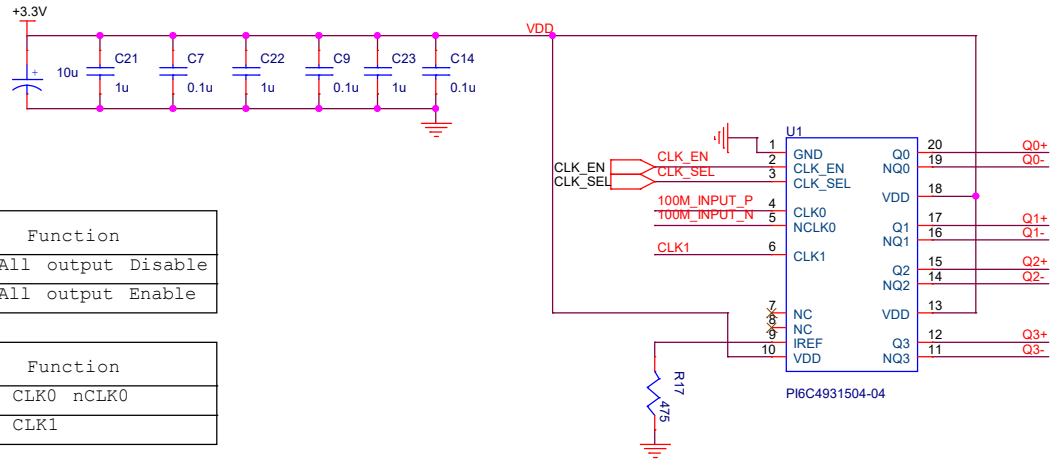 +3.3V
VDD
10u
C21
1u
C7
0.1u
C22
1u
C9
0.1u
C23
1u
C14
0.1u
U1
CLK_EN
CLK_SEL
CLK_EN
CLK_SEL
100M_INPUT_P
100M_INPUT_N
CLK1
1 GND
2 CLK_EN
3 CLK_SEL
4 CLK0
5 NCLK0
6 CLK1
7 NC
8 NC
9 IREF
10 VDD
Q0 20 Q0+
NQ0 19 Q0-
VDD 18
Q1 17 Q1+
NQ1 16 Q1-
Q2 15 Q2+
NQ2 14 Q2-
VDD 13
Q3 12 Q3+
NQ3 11 Q3-
PI6C4931504-04
R17
475
Function
All output Disable
All output Enable
Function
CLK0 nCLK0
CLK1